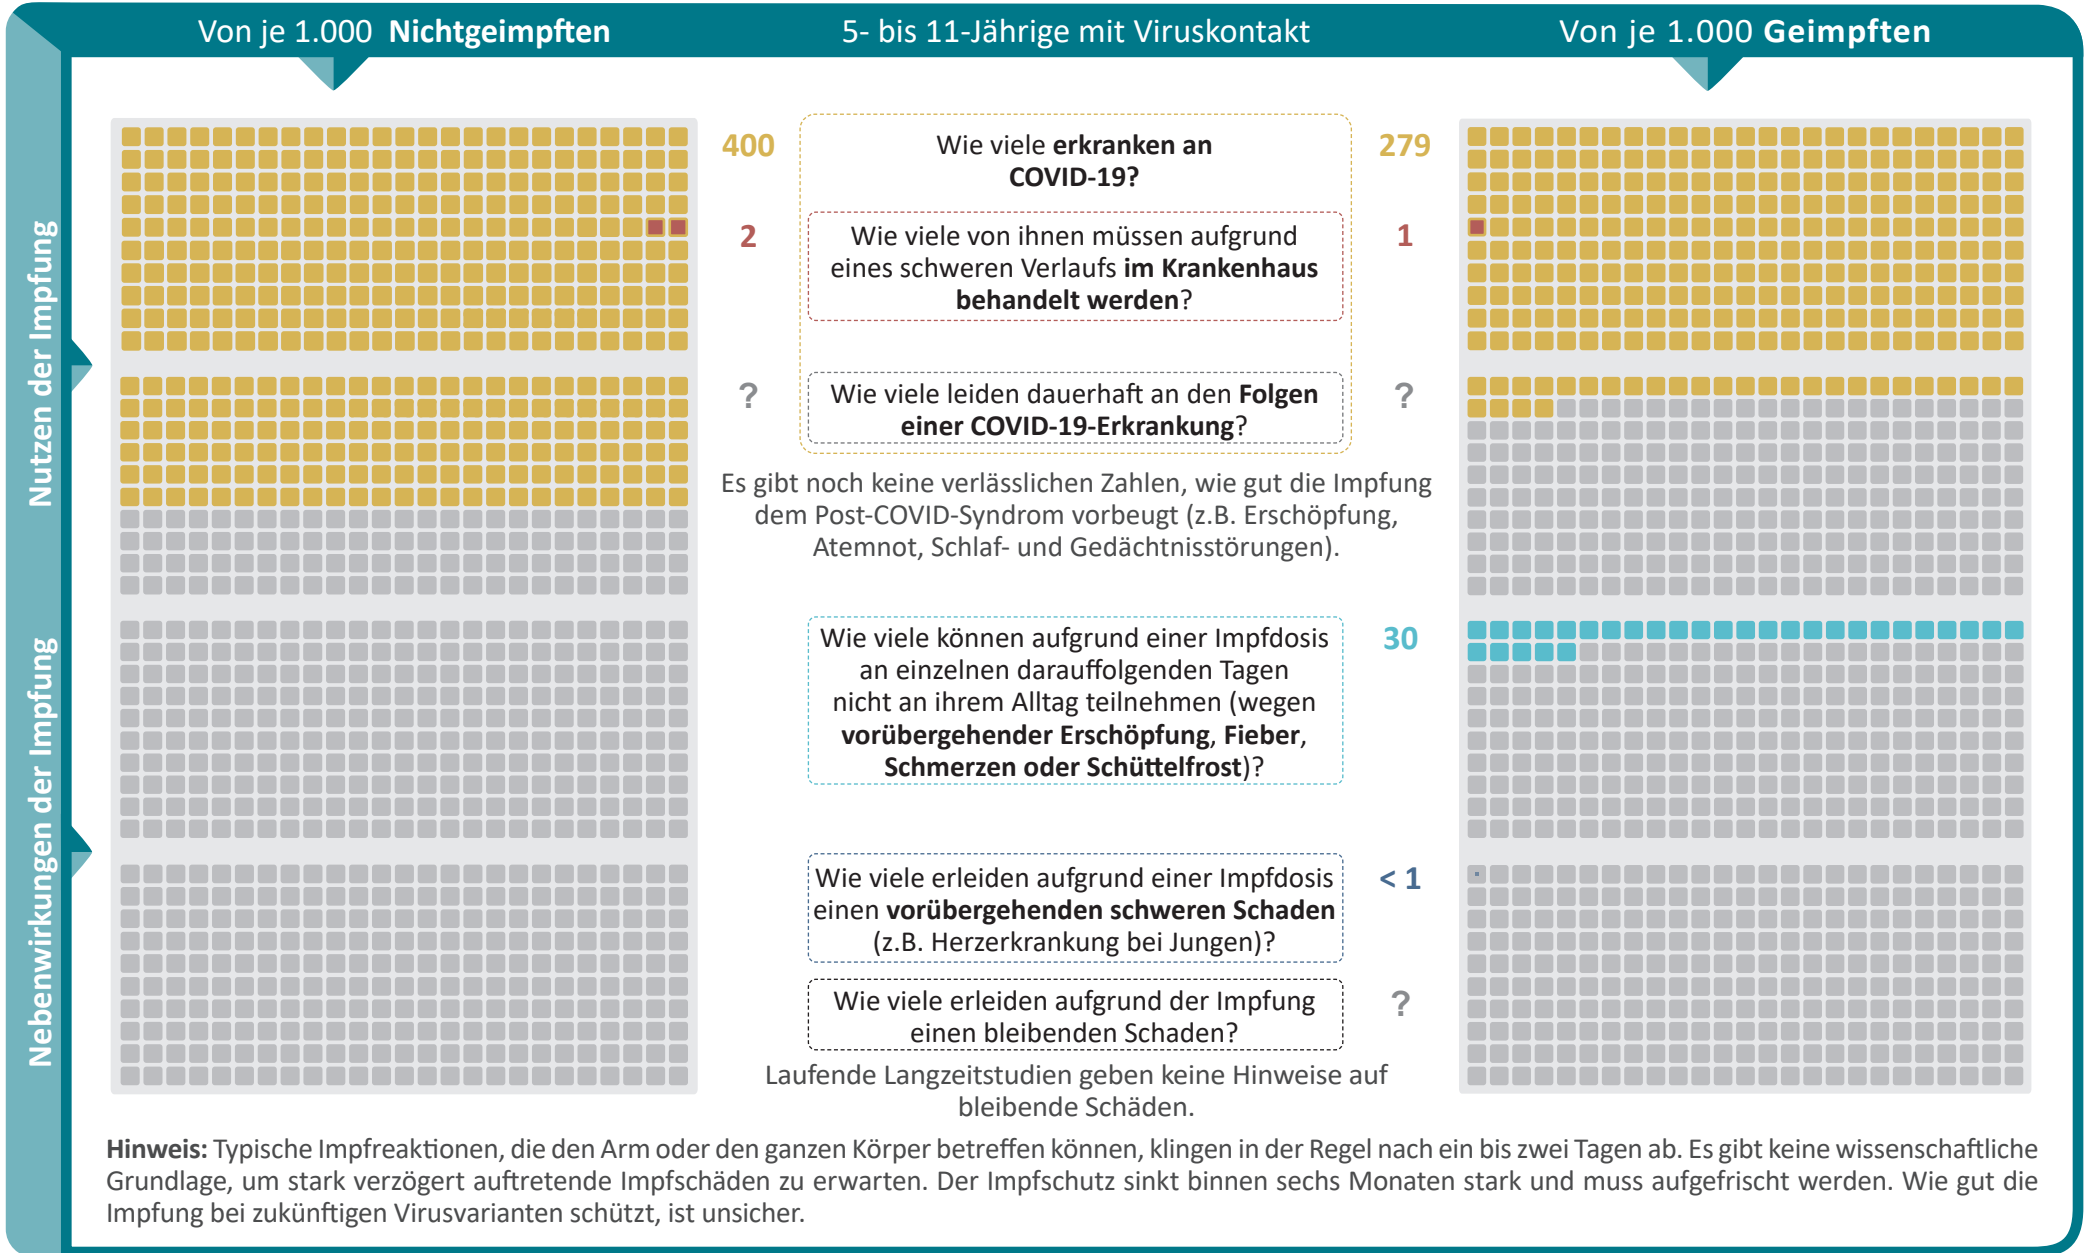 Von je 1.000 Nichtgeimpften
5- bis 11-Jährige mit Viruskontakt
Von je 1.000 Geimpften
Nutzen der Impfung
400
Wie viele erkranken an
COVID-19?
279
2
Wie viele von ihnen müssen aufgrund
eines schweren Verlaufs im Krankenhaus
behandelt werden?
1
?
Wie viele leiden dauerhaft an den Folgen
einer COVID-19-Erkrankung?
?
Es gibt noch keine verlässlichen Zahlen, wie gut die Impfung
dem Post-COVID-Syndrom vorbeugt (z.B. Erschöpfung,
Atemnot, Schlaf- und Gedächtnisstörungen).
Nebenwirkungen der Impfung
Wie viele können aufgrund einer Impfdosis
an einzelnen darauffolgenden Tagen
nicht an ihrem Alltag teilnehmen (wegen
vorübergehender Erschöpfung, Fieber,
Schmerzen oder Schüttelfrost)?
30
Wie viele erleiden aufgrund einer Impfdosis
einen vorübergehenden schweren Schaden
(z.B. Herzerkrankung bei Jungen)?
< 1
Wie viele erleiden aufgrund der Impfung
einen bleibenden Schaden?
?
Laufende Langzeitstudien geben keine Hinweise auf
bleibende Schäden.
Hinweis: Typische Impfreaktionen, die den Arm oder den ganzen Körper betreffen können, klingen in der Regel nach ein bis zwei Tagen ab. Es gibt keine wissenschaftliche
Grundlage, um stark verzögert auftretende Impfschäden zu erwarten. Der Impfschutz sinkt binnen sechs Monaten stark und muss aufgefrischt werden. Wie gut die
Impfung bei zukünftigen Virusvarianten schützt, ist unsicher.